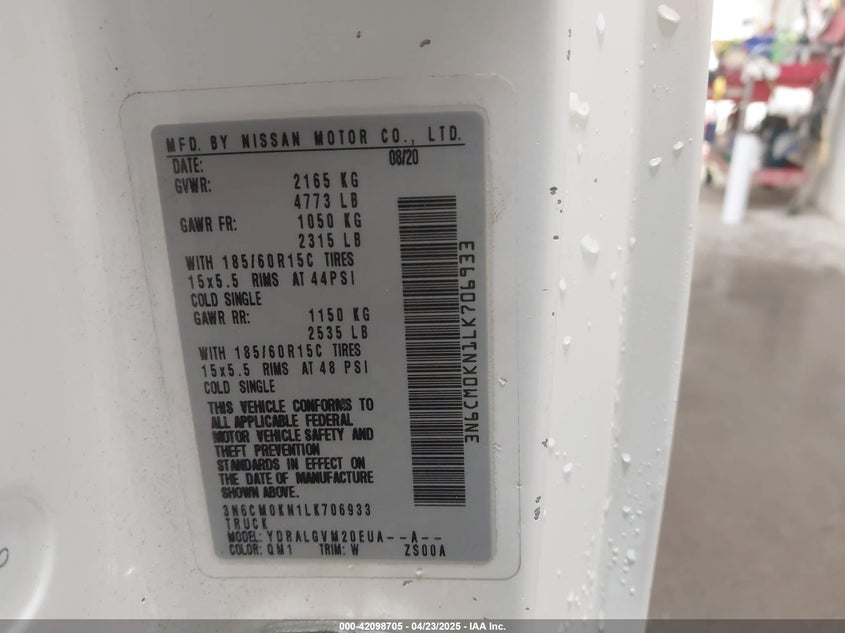 MFD. BY NISSAN MOTOR CO., LTD.
DATE: 08/20
GVWR: 2165 KG
4773 LB
GAWR FR: 1050 KG
2315 LB
WITH 185/60R15C TIRES
15x5.5 RIMS AT 44PSI
COLD SINGLE
GAWR RR: 1150 KG
2535 LB
WITH 185/60R15C TIRES
15x5.5 RIMS AT 48 PSI
COLD SINGLE
THIS VEHICLE CONFORMS TO
ALL APPLICABLE FEDERAL
MOTOR VEHICLE SAFETY AND
THEFT PREVENTION
STANDARDS IN EFFECT ON
THE DATE OF MANUFACTURE
SHOWN ABOVE.
3N6CM0KN1LK706933
TRUCK
MODEL: YDRALGVM20EUA--A--
COLOR: QM1 TRIM: W ZS00A
3N6CM0KN1LK706933
000-42098705 - 04/23/2025 - IAA Inc.